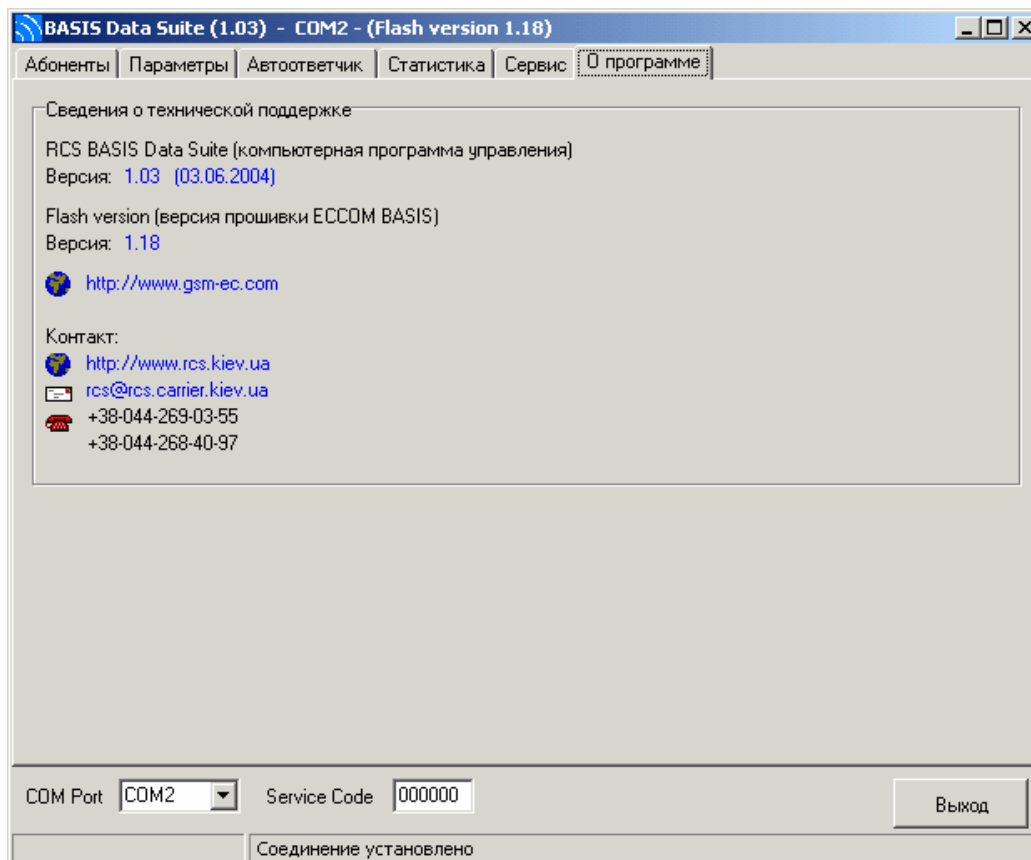 BASIS Data Suite (1.03) - COM2 - (Flash version 1.18)
Абоненты Параметры Автоответчик Статистика Сервис О программе
Сведения о технической поддержке
RCS BASIS Data Suite (компьютерная программа управления)
Версия: 1.03 (03.06.2004)
Flash version (версия прошивки ECCOM BASIS)
Версия: 1.18
http://www.gsm-ec.com
Контакт:
http://www.rcs.kiev.ua
rcs@rcs.carrier.kiev.ua
+38-044-269-03-55
+38-044-268-40-97
COM Port COM2 Service Code 000000 Выход
Соединение установлено